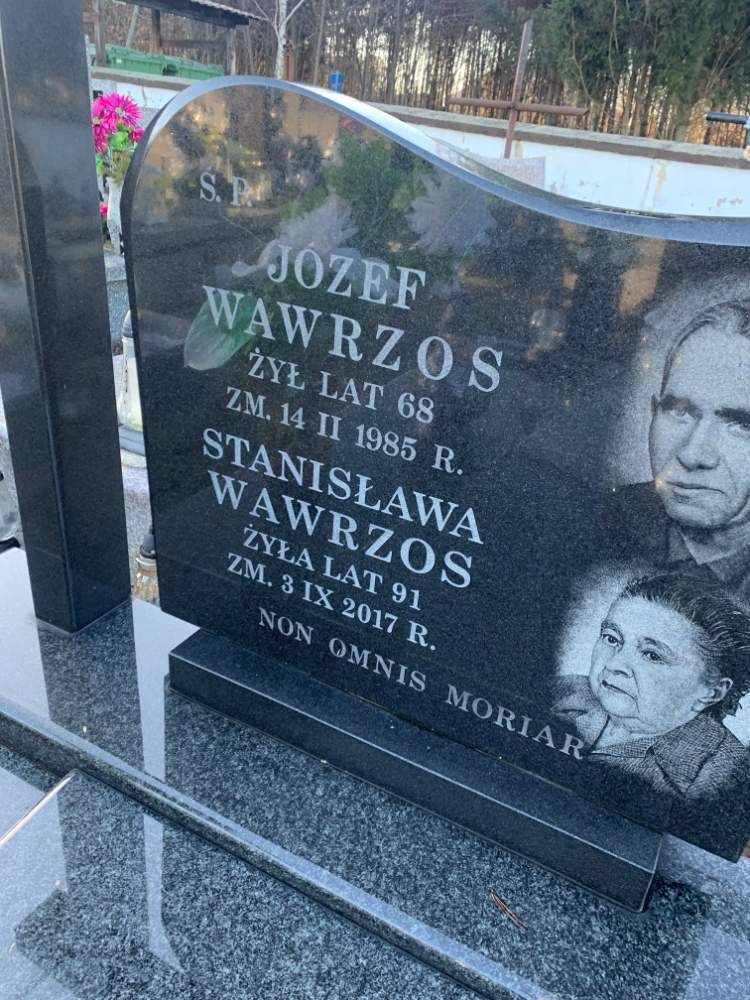 Ś. P.
JÓZEF
WAWRZOS
ŻYŁ LAT 68
ZM. 14 II 1985 R.
STANISŁAWA
WAWRZOS
ŻYŁA LAT 91
ZM. 3 IX 2017 R.
NON OMNIS MORIAR